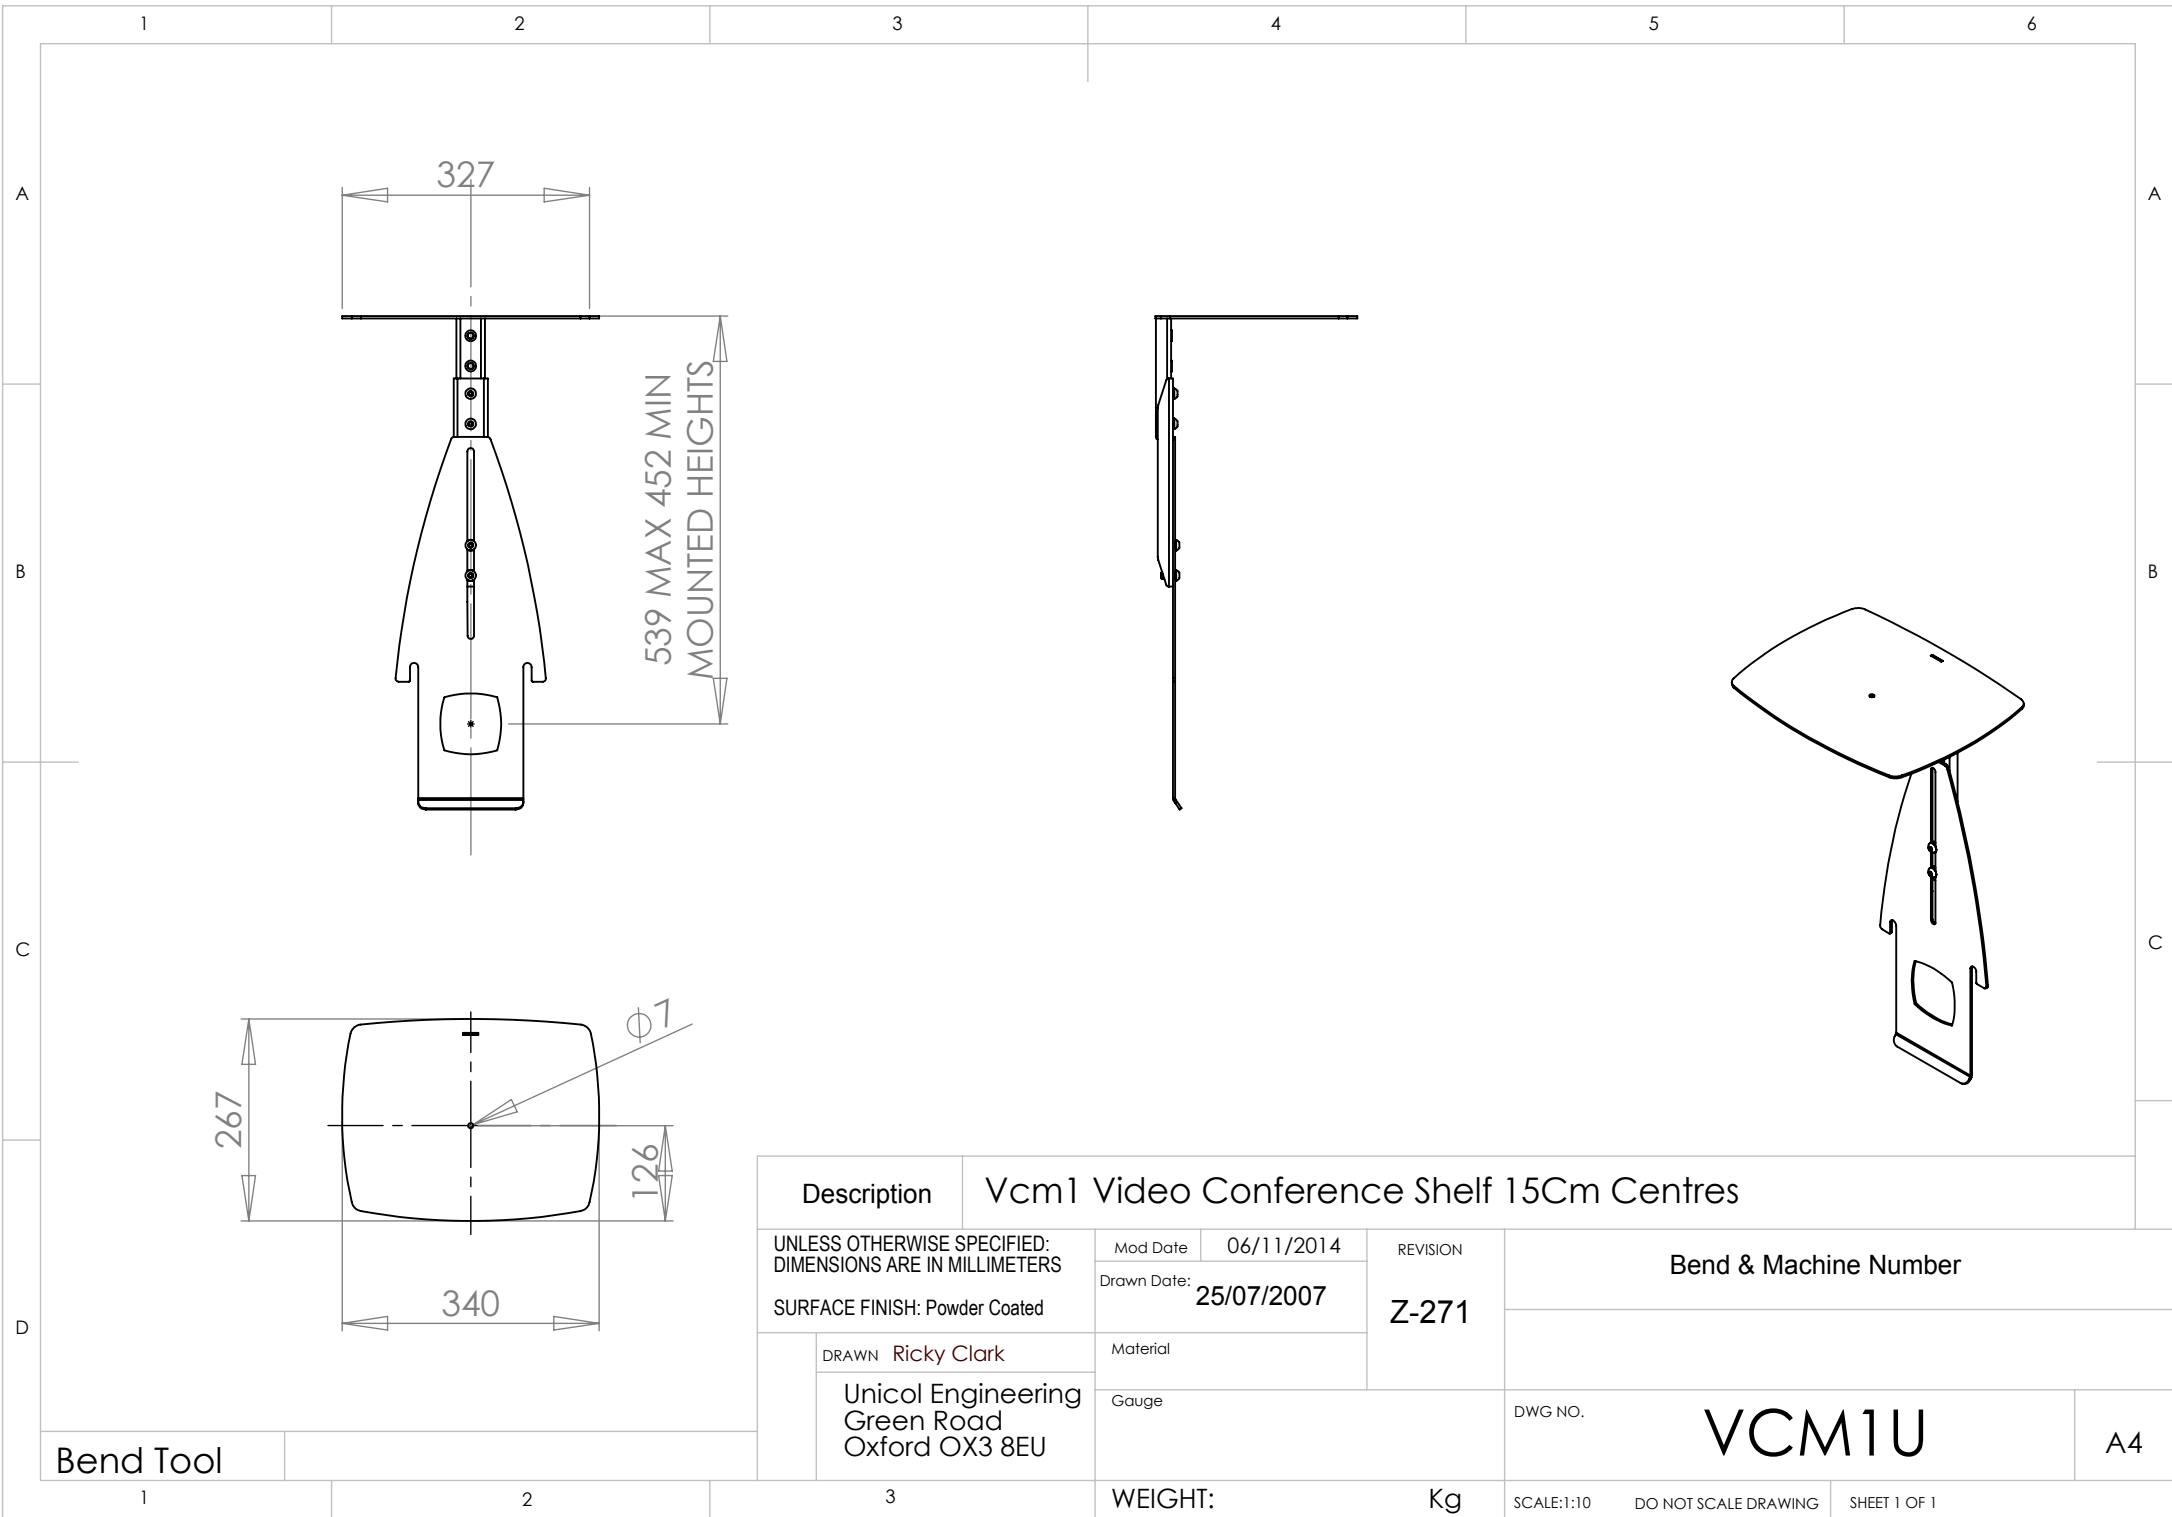 1 2 3 4 5 6
A A
327
539 MAX 452 MIN
MOUNTED HEIGHTS
B B
C C
⌀7
267
126
340
D
Description Vcm1 Video Conference Shelf 15Cm Centres
UNLESS OTHERWISE SPECIFIED:
DIMENSIONS ARE IN MILLIMETERS
SURFACE FINISH: Powder Coated
Mod Date 06/11/2014
Drawn Date: 25/07/2007
REVISION
Z-271
Bend & Machine Number
DRAWN Ricky Clark
Material
Unicol Engineering
Green Road
Oxford OX3 8EU
Gauge
DWG NO. VCM1U
A4
Bend Tool
WEIGHT: Kg
SCALE:1:10 DO NOT SCALE DRAWING SHEET 1 OF 1
1 2 3